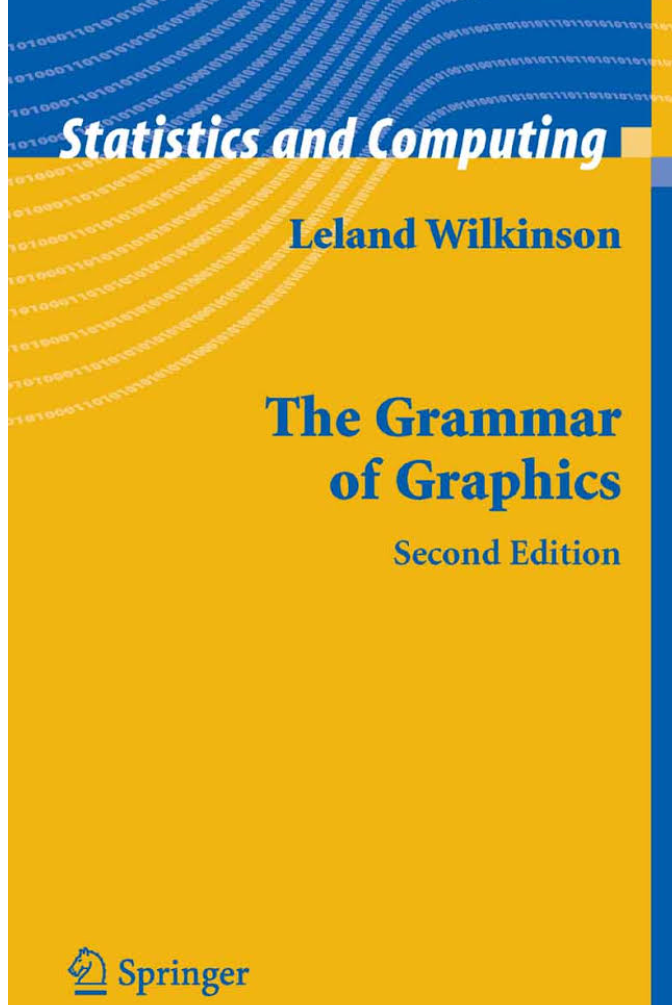 Statistics and Computing
Leland Wilkinson
The Grammar
of Graphics
Second Edition
Springer